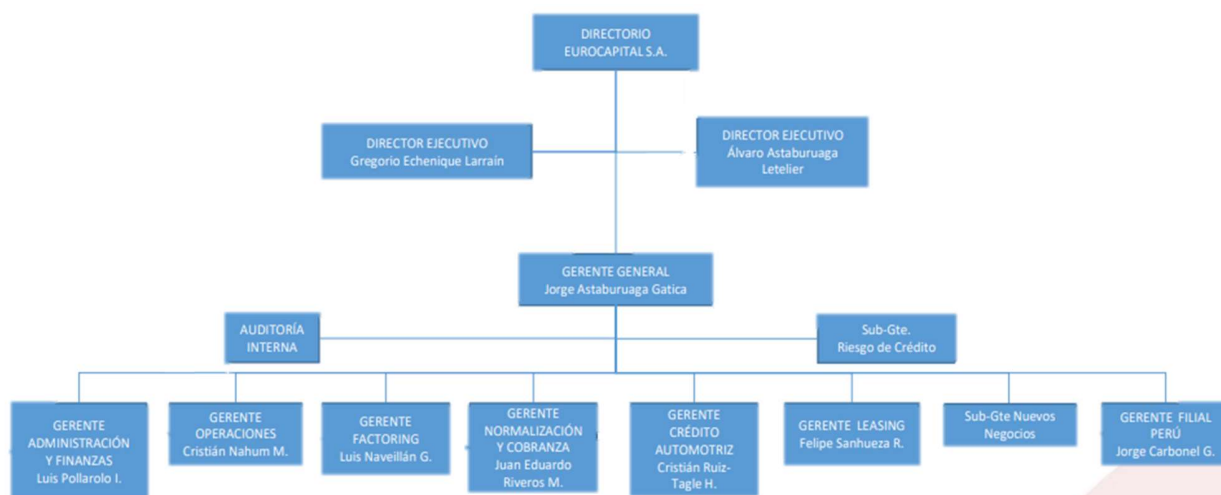 DIRECTORIO
EUROCAPITAL S.A.
DIRECTOR EJECUTIVO
Gregorio Echenique Larraín
DIRECTOR EJECUTIVO
Álvaro Astaburuaga
Letelier
GERENTE GENERAL
Jorge Astaburuaga Gatica
AUDITORÍA
INTERNA
Sub-Gte.
Riesgo de Crédito
GERENTE
ADMINISTRACIÓN
Y FINANZAS
Luis Pollarolo I.
GERENTE
OPERACIONES
Cristián Nahum M.
GERENTE
FACTORING
Luis Naveillán G.
GERENTE
NORMALIZACIÓN
Y COBRANZA
Juan Eduardo
Riveros M.
GERENTE
CRÉDITO
AUTOMOTRIZ
Cristián Ruiz-
Tagle H.
GERENTE LEASING
Felipe Sanhueza R.
Sub-Gte Nuevos
Negocios
GERENTE FILIAL
PERÚ
Jorge Carbonel G.